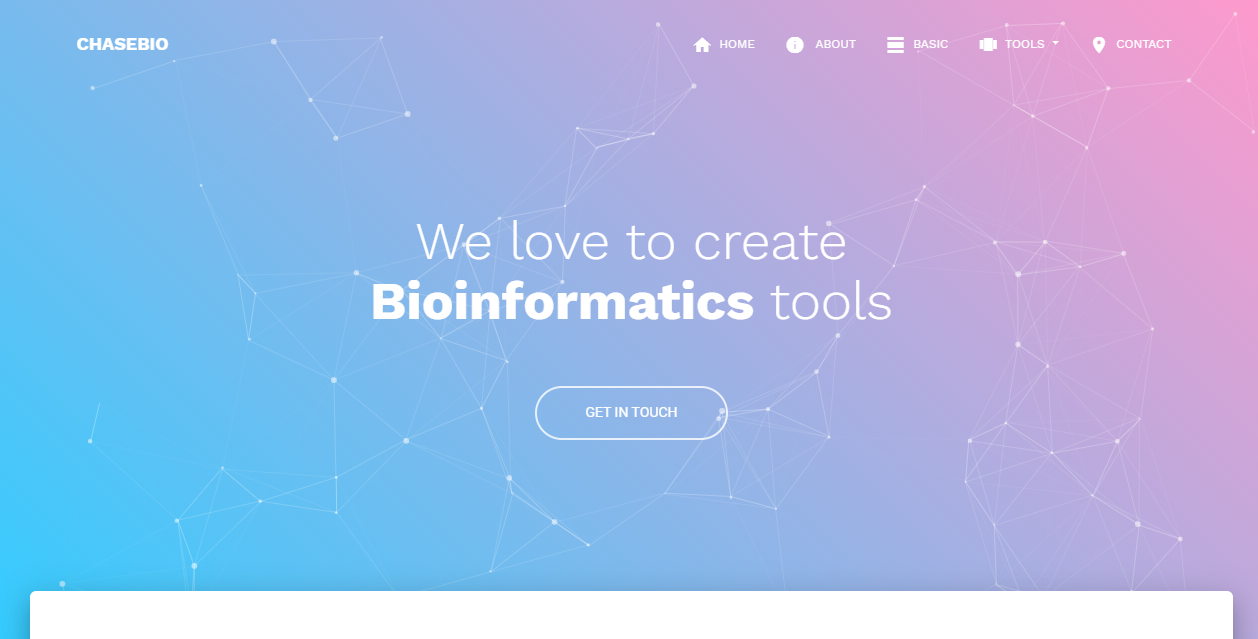 CHASEBIO
HOME ABOUT BASIC TOOLS CONTACT
We love to create
Bioinformatics tools
GET IN TOUCH